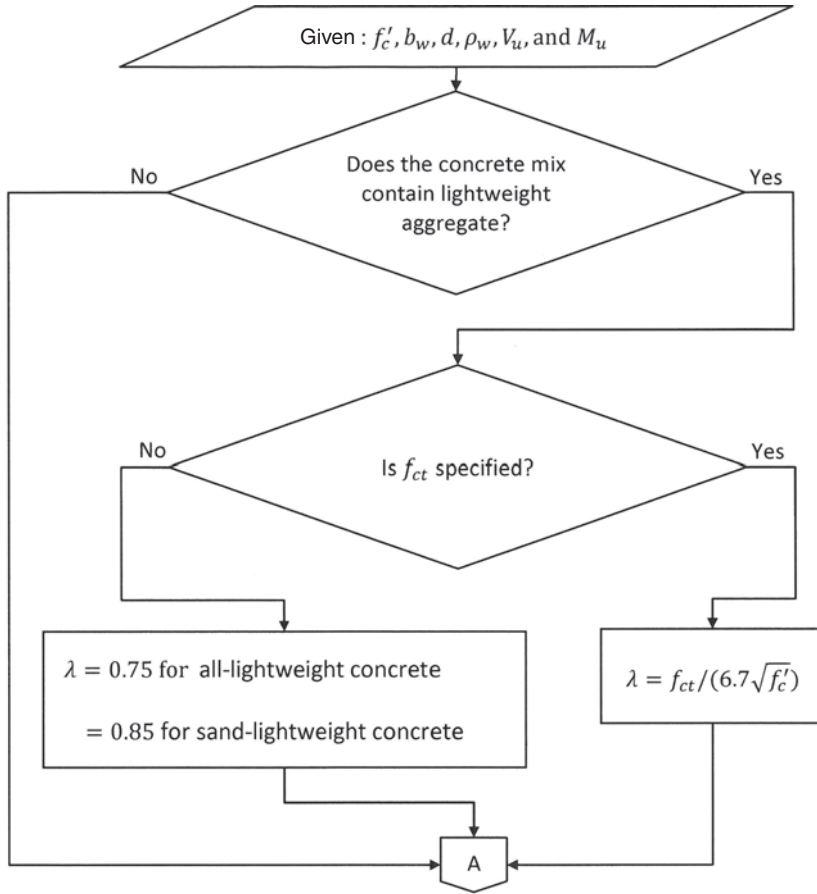 Given : f′c, bw, d, ρw, Vu, and Mu
Does the concrete mix
contain lightweight
aggregate?
No
Yes
Is fct specified?
No
Yes
λ = 0.75 for all-lightweight concrete
= 0.85 for sand-lightweight concrete
λ = fct/(6.7√f′c)
A